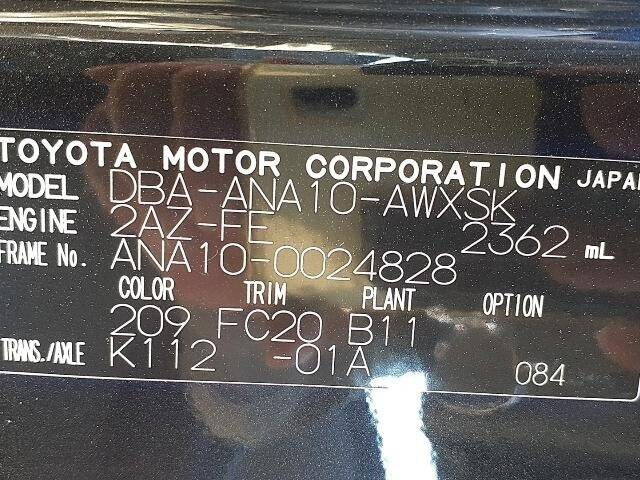 TOYOTA MOTOR CORPORATION JAPAN
MODEL DBA-ANA10-AWXSK
ENGINE 2AZ-FE 2362 mL
FRAME No. ANA10-0024828
COLOR TRIM PLANT OPTION
209 FC20 B11
TRANS./AXLE K112 -01A 084